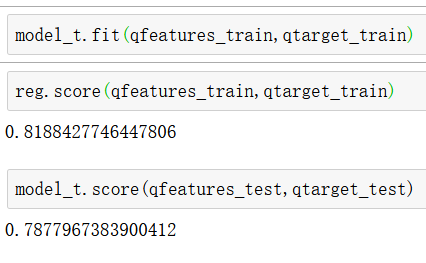 model_t.fit(qfeatures_train,qtarget_train)
reg.score(qfeatures_train,qtarget_train)
0.8188427746447806
model_t.score(qfeatures_test,qtarget_test)
0.7877967383900412